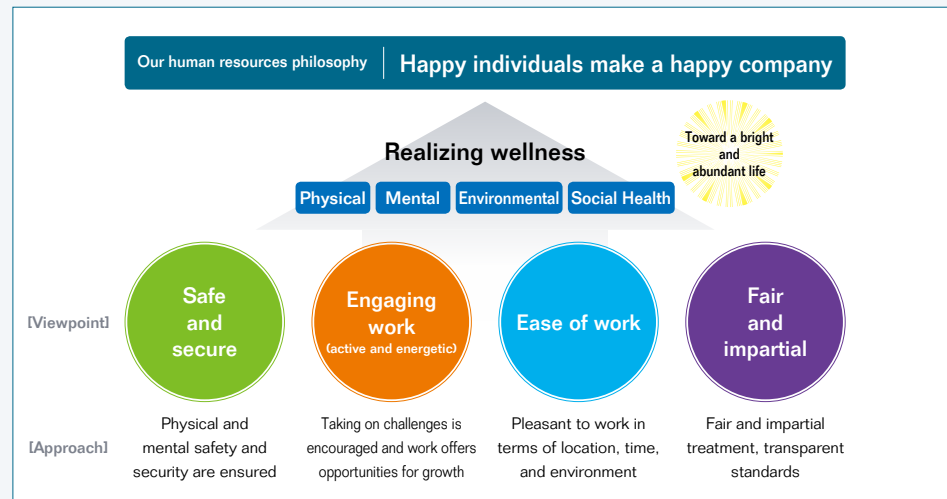 Our human resources philosophy
Happy individuals make a happy company
Toward a bright
and
abundant life
Realizing wellness
Physical
Mental
Environmental
Social Health
[Viewpoint]
Safe
and
secure
Engaging
work
(active and energetic)
Ease of work
Fair
and
impartial
[Approach]
Physical and
mental safety and
security are ensured
Taking on challenges is
encouraged and work offers
opportunities for growth
Pleasant to work in
terms of location, time,
and environment
Fair and impartial
treatment, transparent
standards